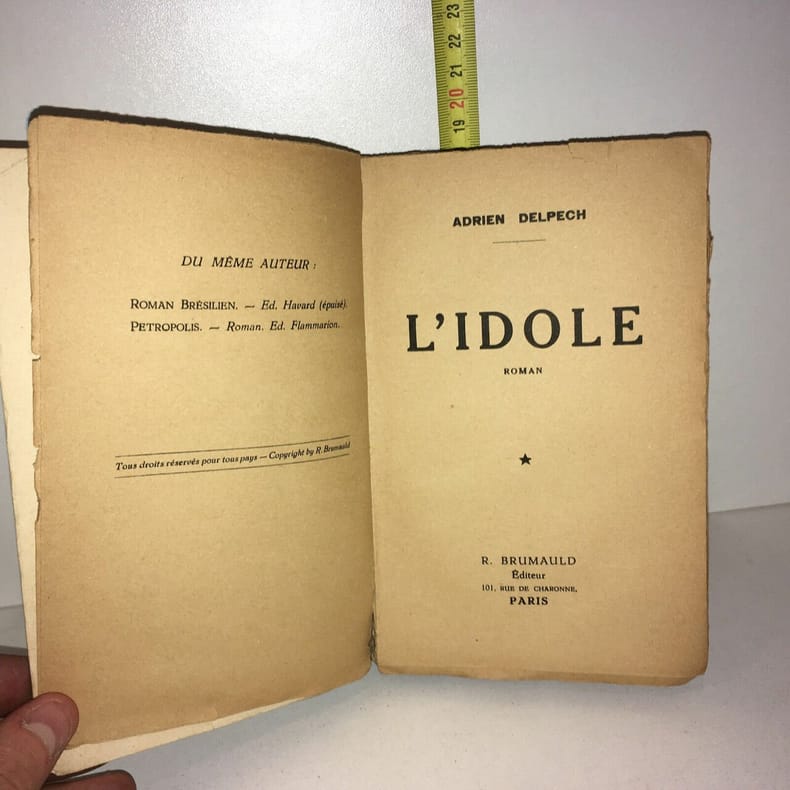 DU MÊME AUTEUR :
ROMAN BRÉSILIEN. — Ed. Havard (épuisé).
PETROPOLIS. — Roman. Ed. Flammarion.
Tous droits réservés pour tous pays — Copyright by R. Brumauld
19 20 21 22 23
ADRIEN DELPECH
L'IDOLE
ROMAN
R. BRUMAULD
Éditeur
101, RUE DE CHARONNE,
PARIS